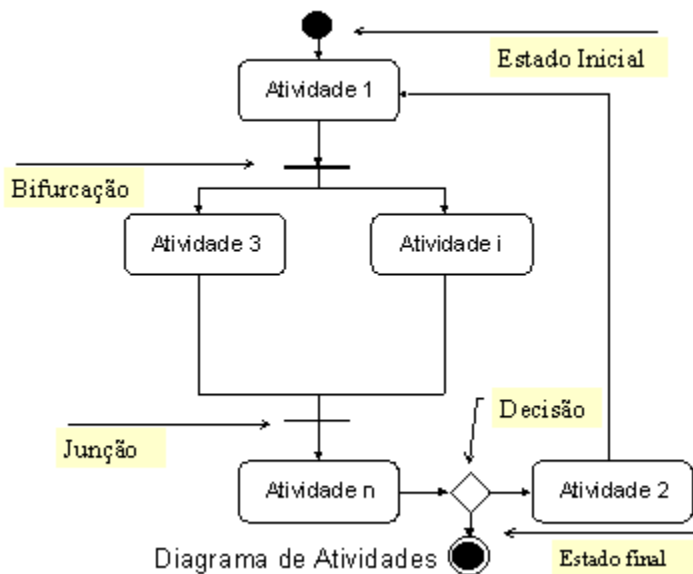 Estado Inicial
Atividade 1
Bifurcação
Atividade 3
Atividade i
Decisão
Junção
Atividade n
Atividade 2
Diagrama de Atividades
Estado final